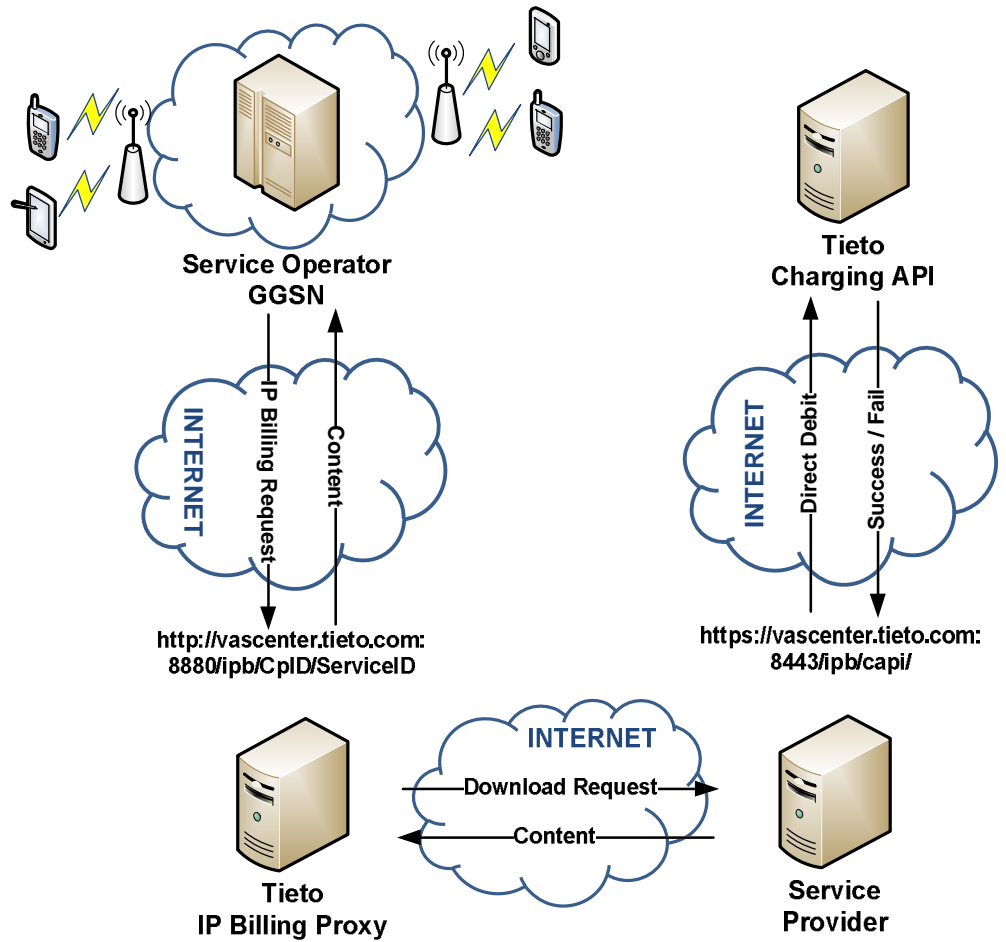 Service Operator
GGSN
Tieto
Charging API
INTERNET
IP Billing Request
Content
INTERNET
Direct Debit
Success / Fail
http://vascenter.tieto.com:
8880/ipb/CpID/ServiceID
https://vascenter.tieto.com:
8443/ipb/capi/
INTERNET
Download Request
Content
Tieto
IP Billing Proxy
Service
Provider